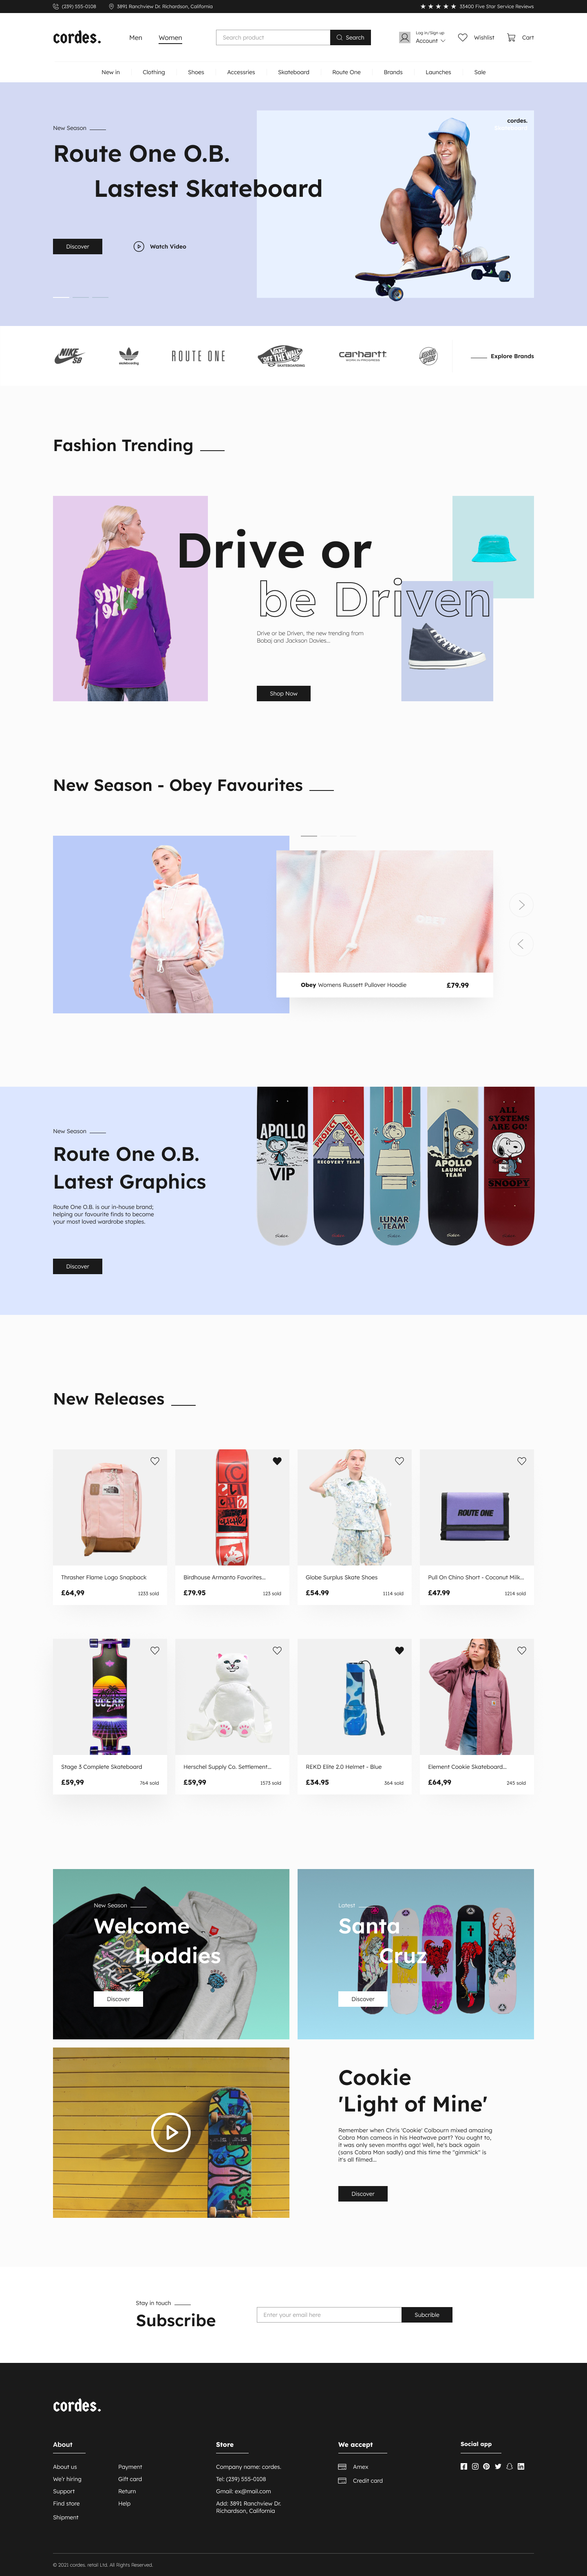 (239) 555-0108
3891 Ranchview Dr. Richardson, California
33400 Five Star Service Reviews
cordes.
Men
Women
Search product
Search
Log in/Sign up
Account
Wishlist
Cart
New in
Clothing
Shoes
Accessries
Skateboard
Route One
Brands
Launches
Sale
New Season
Route One O.B.
Lastest Skateboard
cordes.
Discover
Watch Video
NIKE SB
skateboarding
ROUTE ONE
VANS
"OFF THE WALL"
SKATEBOARDING
carhartt
WORK IN PROGRESS
Explore Brands
Fashion Trending
Drive or
be Driven
Drive or be Driven, the new trending from
Boboj and Jackson Davies...
Shop Now
New Season - Obey Favourites
Obey Womens Russett Pullover Hoodie
£79.99
New Season
Route One O.B.
Latest Graphics
Route One O.B. is our in-house brand;
helping our favourite finds to become
your most loved wardrobe staples.
Discover
APOLLO
VIP
PROJECT APOLLO
RECOVERY TEAM
LUNAR
TEAM
APOLLO
LAUNCH
TEAM
ALL
SYSTEMS
ARE GO!
SNOOPY
New Releases
Thrasher Flame Logo Snapback
£64,99
1233 sold
Birdhouse Armanto Favorites...
£79.95
123 sold
Globe Surplus Skate Shoes
£54.99
1114 sold
ROUTE ONE
Pull On Chino Short - Coconut Milk...
£47.99
1214 sold
OCEAN
Stage 3 Complete Skateboard
£59,99
764 sold
Herschel Supply Co. Settlement...
£59,99
1573 sold
REKD Elite 2.0 Helmet - Blue
£34.95
364 sold
Element Cookie Skateboard...
£64,99
245 sold
New Season
Welcome
Hoddies
Discover
Latest
Santa
Cruz
Discover
Cookie
'Light of Mine'
Remember when Chris 'Cookie' Colbourn mixed amazing
Cobra Man cameos in his Heatwave part? You ought to,
it was only seven months ago! Well, he's back again
(sans Cobra Man sadly) and this time the "gimmick" is
it's all filmed...
Discover
Stay in touch
Subscribe
Enter your email here
Subcrible
cordes.
About
About us
We'r hiring
Support
Find store
Shipment
Payment
Gift card
Retun
Help
Store
Company name: cordes.
Tel: (239) 555-0108
Gmail: ex@mail.com
Add: 3891 Ranchview Dr.
Richardson, California
We accept
Amex
Credit card
Social app
© 2021 cordes. retail Ltd. All Rights Reserved.